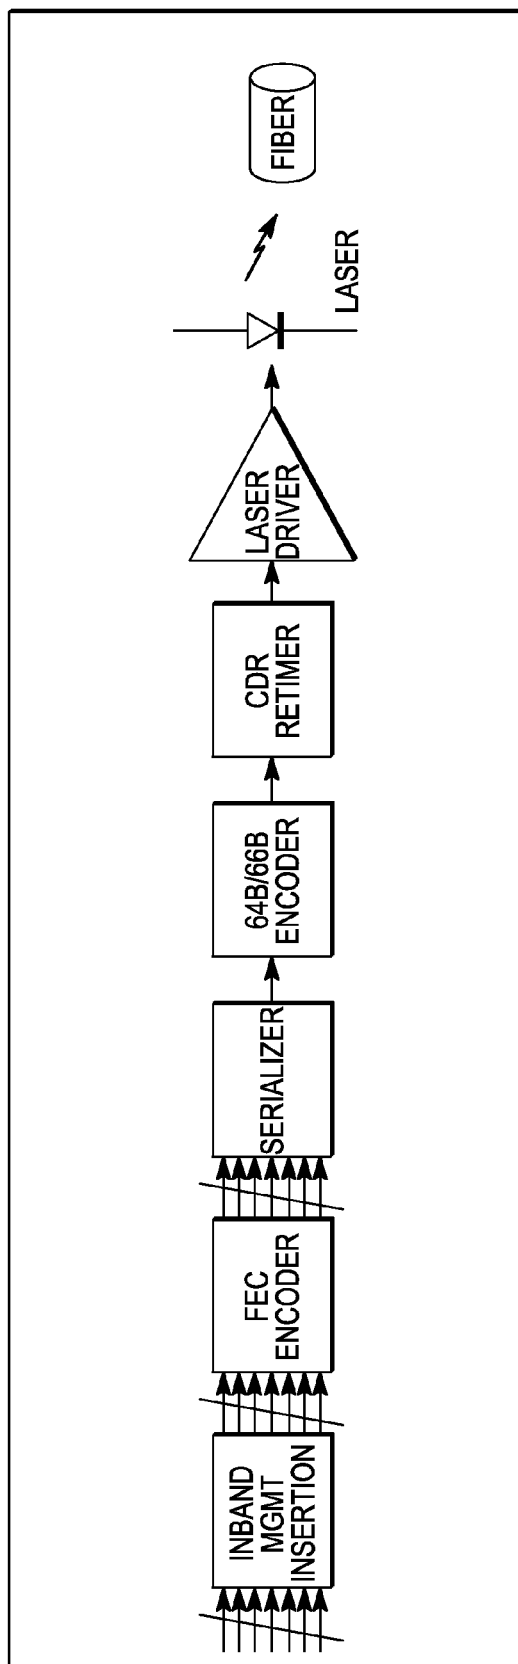 INBAND
MGMT
INSERTION
FEC
ENCODER
SERIALIZER
64B/66B
ENCODER
CDR
RETIMER
LASER
DRIVER
LASER
FIBER